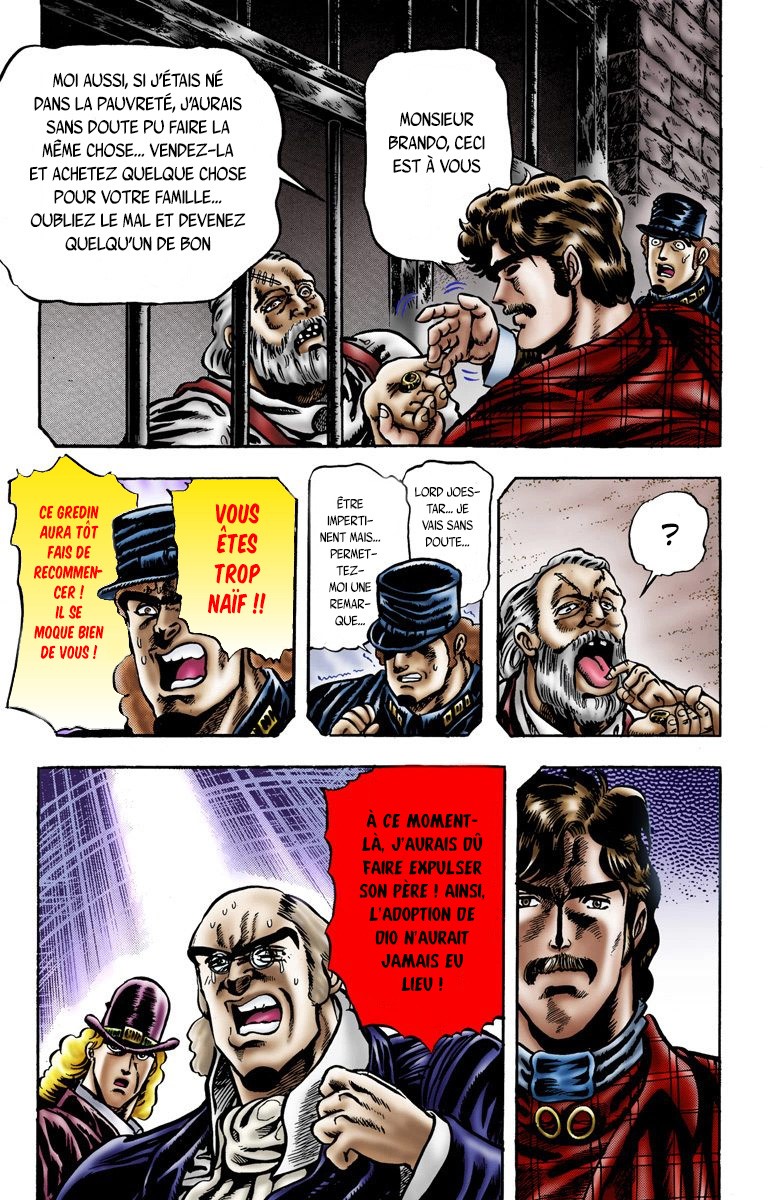 MONSIEUR
BRANDO, CECI
EST À VOUS
MOI AUSSI, SI J'ÉTAIS NÉ
DANS LA PAUVRETÉ, J'AURAIS
SANS DOUTE PU FAIRE LA
MÊME CHOSE... VENDEZ-LA
ET ACHETEZ QUELQUE CHOSE
POUR VOTRE FAMILLE...
OUBLIEZ LE MAL ET DEVENEZ
QUELQU'UN DE BON
?
LORD JOES-
TAR... JE
VAIS SANS
DOUTE...
ÊTRE
IMPERTI-
NENT MAIS...
PERMET-
TEZ-
MOI UNE
REMAR-
QUE...
VOUS
ÊTES
TROP
NAÏF !!
CE GREDIN
AURA TÔT
FAIS DE
RECOMMEN-
CER !
IL SE
MOQUE BIEN
DE VOUS !
À CE MOMENT-
LÀ, J'AURAIS DÛ
FAIRE EXPULSER
SON PÈRE ! AINSI,
L'ADOPTION DE
DIO N'AURAIT
JAMAIS EU
LIEU !